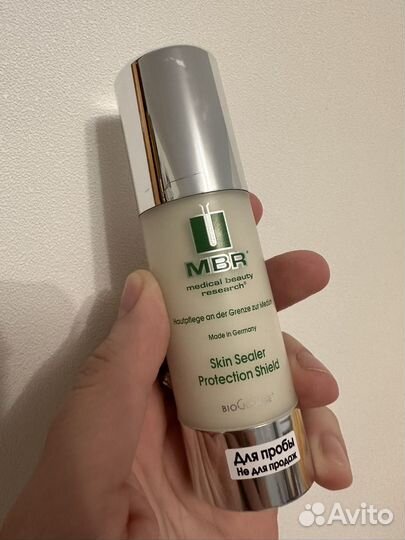 MBR®
medical beauty
research®
Hautpflege an der Grenze zur Medizin
Made in Germany
Skin Sealer
Protection Shield
Для пробы
Не для продаж
Avito